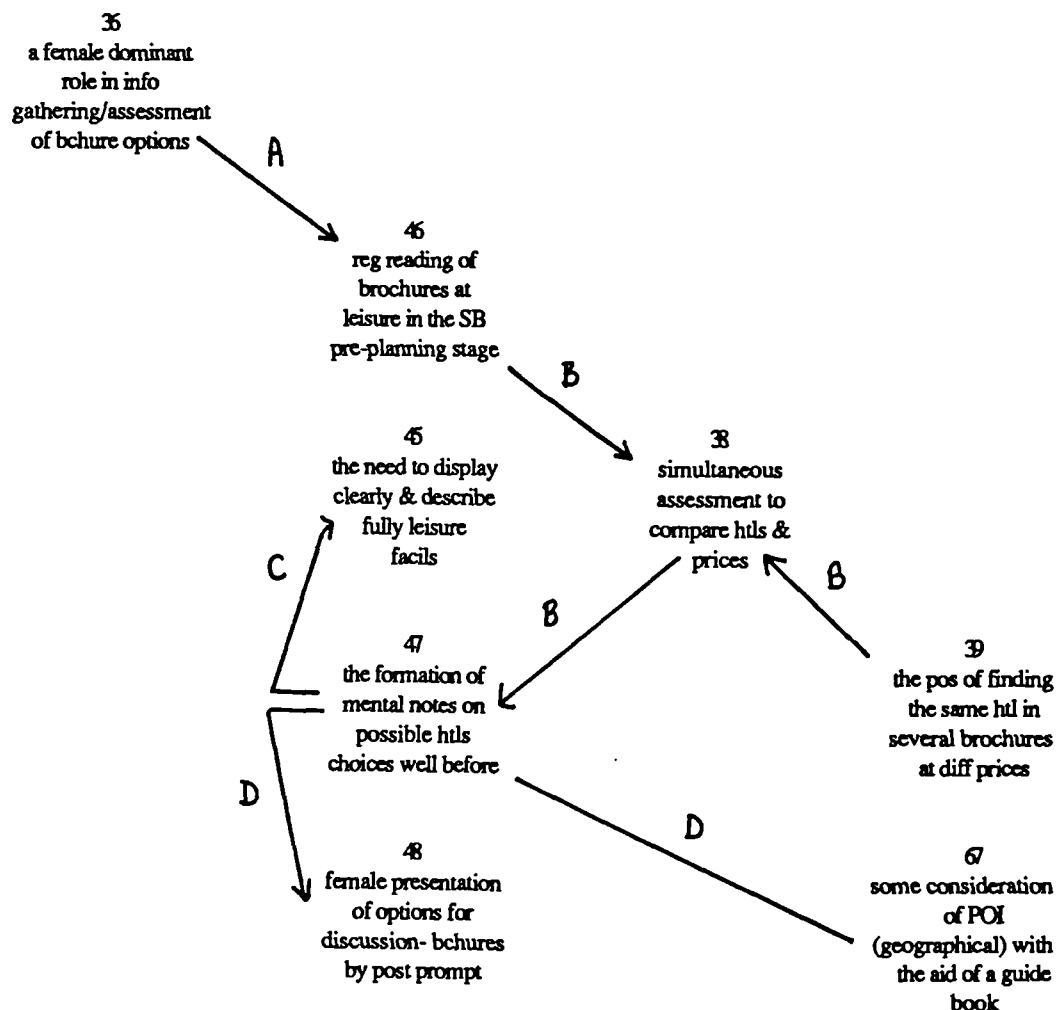 36
a female dominant
role in info
gathering/assessment
of bchure options
A
46
reg reading of
brochures at
leisure in the SB
pre-planning stage
B
45
the need to display
clearly & describe
fully leisure
facils
38
simultaneous
assessment to
compare htls &
prices
C
B
B
47
the formation of
mental notes on
possible htls
choices well before
39
the pos of finding
the same htl in
several brochures
at diff prices
D
D
48
female presentation
of options for
discussion- bchures
by post prompt
67
some consideration
of POI
(geographical) with
the aid of a guide
book